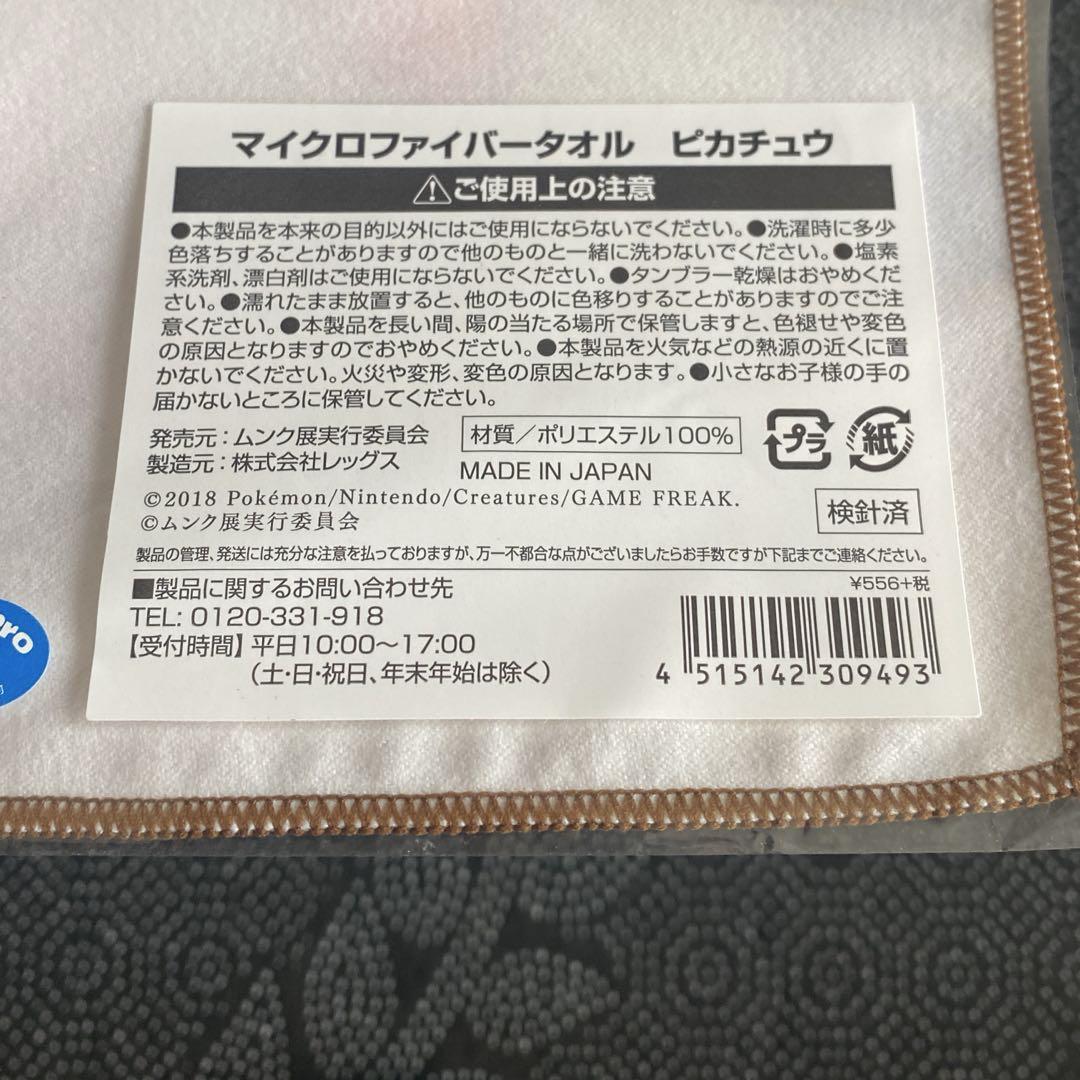 マイクロファイバータオル ピカチュウ
⚠ご使用上の注意
●本製品を本来の目的以外にはご使用にならないでください。●洗濯時に多少
色落ちすることがありますので他のものと一緒に洗わないでください。●塩素
系洗剤、漂白剤はご使用にならないでください。●タンブラー乾燥はおやめくだ
さい。●濡れたまま放置すると、他のものに色移りすることがありますのでご注
意ください。●本製品を長い間、陽の当たる場所で保管しますと、色褪せや変色
の原因となりますのでおやめください。●本製品を火気などの熱源の近くに置
かないでください。火災や変形、変色の原因となります。●小さなお子様の手の
届かないところに保管してください。
発売元：ムンク展実行委員会
製造元：株式会社レッグス
材質／ポリエステル100%
MADE IN JAPAN
プラ
紙
©2018 Pokémon/Nintendo/Creatures/GAME FREAK.
©ムンク展実行委員会
検針済
製品の管理、発送には充分な注意を払っておりますが、万一不都合な点がございましたらお手数ですが下記までご連絡ください。
■製品に関するお問い合わせ先
TEL: 0120-331-918
【受付時間】平日10:00〜17:00
（土・日・祝日、年末年始は除く）
¥556+税
4 515142 309493